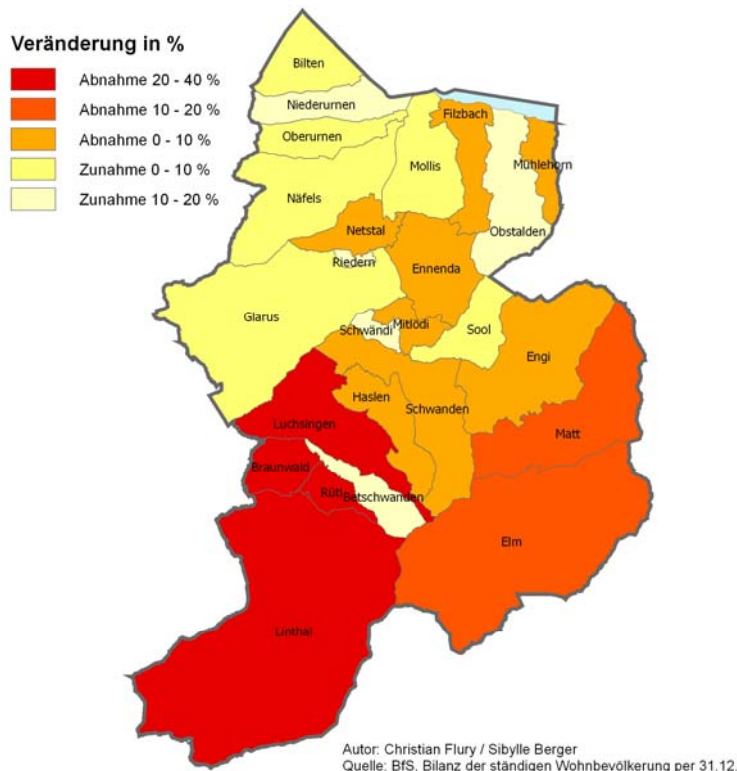 Veränderung in %
Abnahme 20 - 40 %
Abnahme 10 - 20 %
Abnahme 0 - 10 %
Zunahme 0 - 10 %
Zunahme 10 - 20 %
Bilten
Niederurnen
Oberurnen
Filzbach
Mollis
Mühlehorn
Näfels
Netstal
Obstalden
Riedern
Ennenda
Glarus
Schwändi
Mitlödi
Sool
Engi
Haslen
Schwanden
Luchsingen
Matt
Braunwald
Rüti
Betschwanden
Elm
Linthal
Autor: Christian Flury / Sibylle Berger
Quelle: BfS, Bilanz der ständigen Wohnbevölkerung per 31.12.